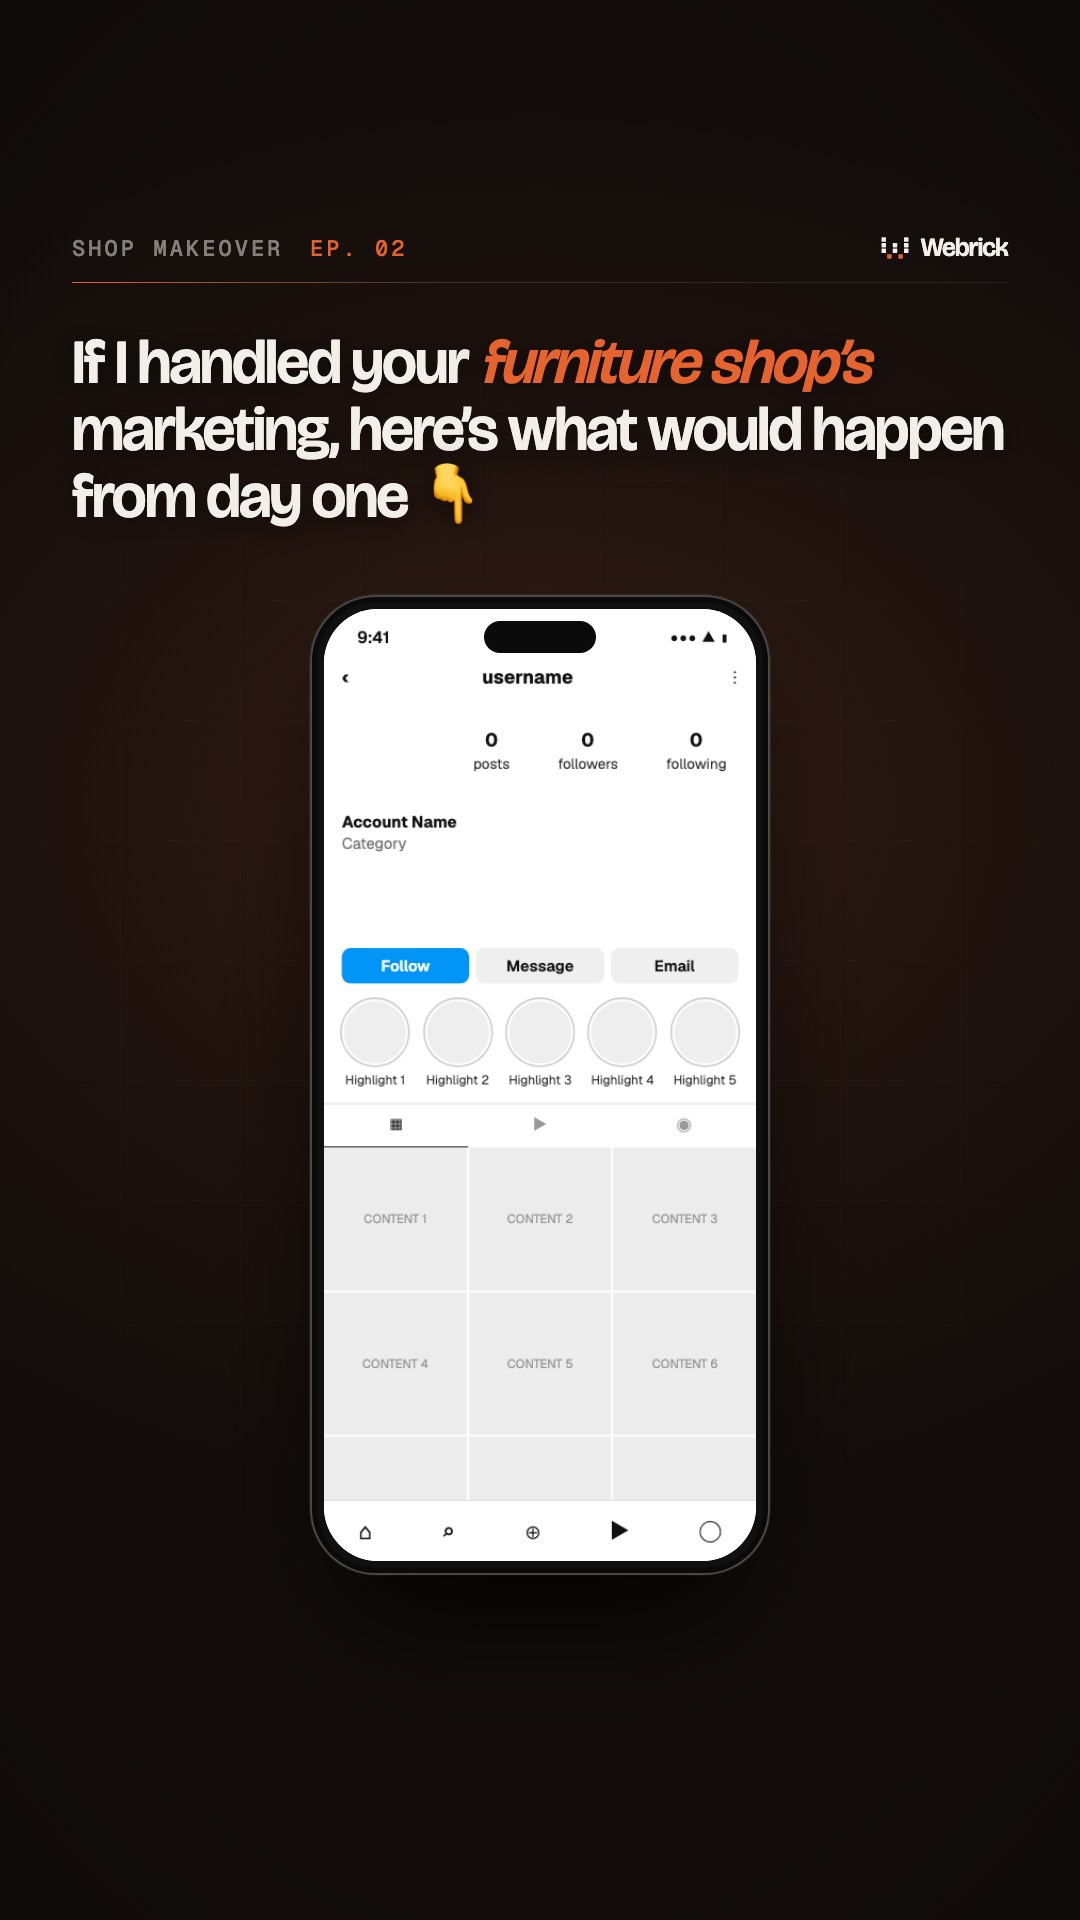 SHOP MAKEOVER EP. 02
Webrick
If I handled your furniture shop's
marketing, here's what would happen
from day one 👇
9:41
username
0 0 0
posts followers following
Account Name
Category
Follow Message Email
Highlight 1 Highlight 2 Highlight 3 Highlight 4 Highlight 5
CONTENT 1 CONTENT 2 CONTENT 3
CONTENT 4 CONTENT 5 CONTENT 6